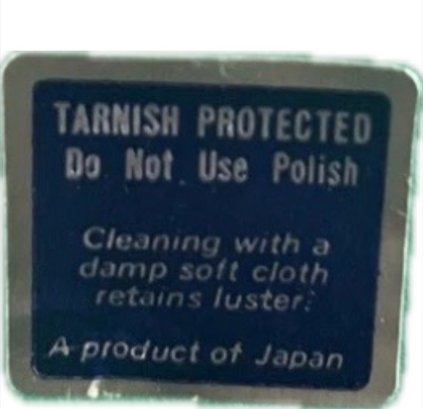 TARNISH PROTECTED
Do Not Use Polish
Cleaning with a
damp soft cloth
retains luster.
A product of Japan